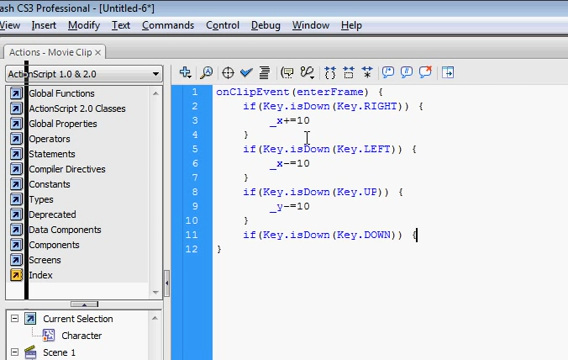 ash CS3 Professional - [Untitled-6*]
View Insert Modify Text Commands Control Debug Window Help
Actions - Movie Clip ×
ActionScript 1.0 & 2.0
Global Functions
ActionScript 2.0 Classes
Global Properties
Operators
Statements
Compiler Directives
Constants
Types
Deprecated
Data Components
Components
Screens
Index
Current Selection
Character
Scene 1
1 onClipEvent(enterFrame) {
2 if(Key.isDown(Key.RIGHT)) {
3 _x+=10
4 }
5 if(Key.isDown(Key.LEFT)) {
6 _x-=10
7 }
8 if(Key.isDown(Key.UP)) {
9 _y-=10
10 }
11 if(Key.isDown(Key.DOWN)) {
12 }